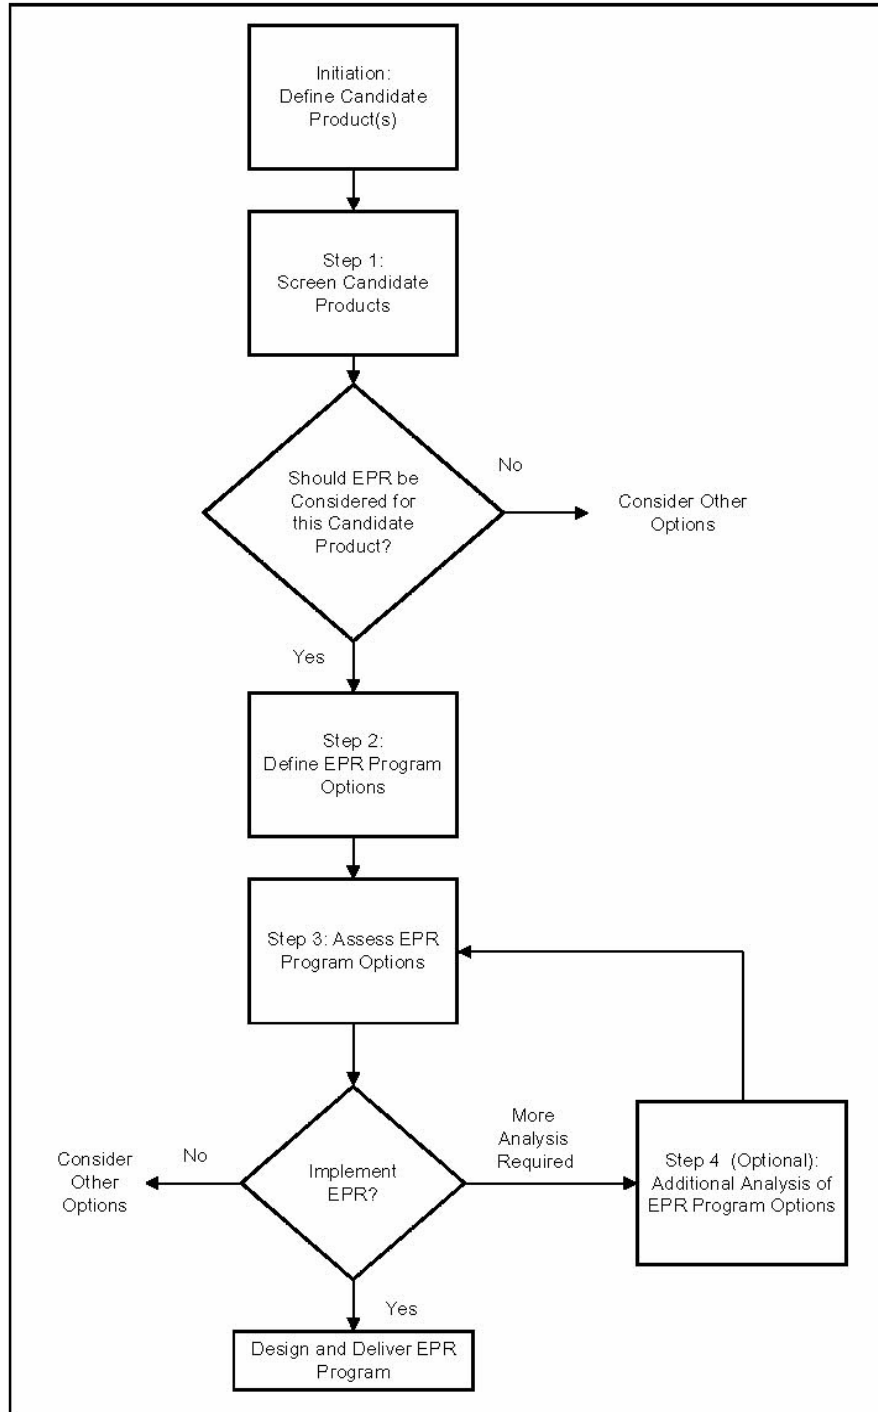 Initiation:
Define Candidate
Product(s)
Step 1:
Screen Candidate
Products
Should EPR be
Considered for
this Candidate
Product?
No
Consider Other
Options
Yes
Step 2:
Define EPR Program
Options
Step 3: Assess EPR
Program Options
Implement
EPR?
No
Consider
Other
Options
More
Analysis
Required
Step 4 (Optional):
Additional Analysis of
EPR Program Options
Yes
Design and Deliver EPR
Program